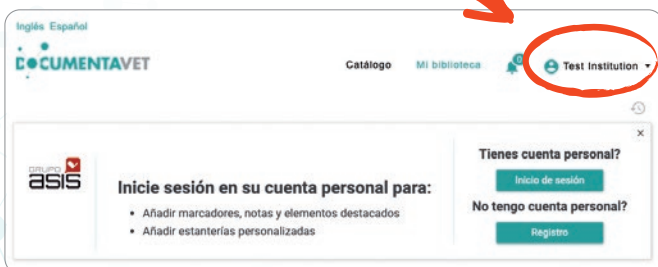 Inglés Español
DOCUMENTAVET
Catálogo
Mi biblioteca
0
Test Institution
×
GRUPO
asis
Inicie sesión en su cuenta personal para:
• Añadir marcadores, notas y elementos destacados
• Añadir estanterías personalizadas
Tienes cuenta personal?
Inicio de sesión
No tengo cuenta personal?
Registro